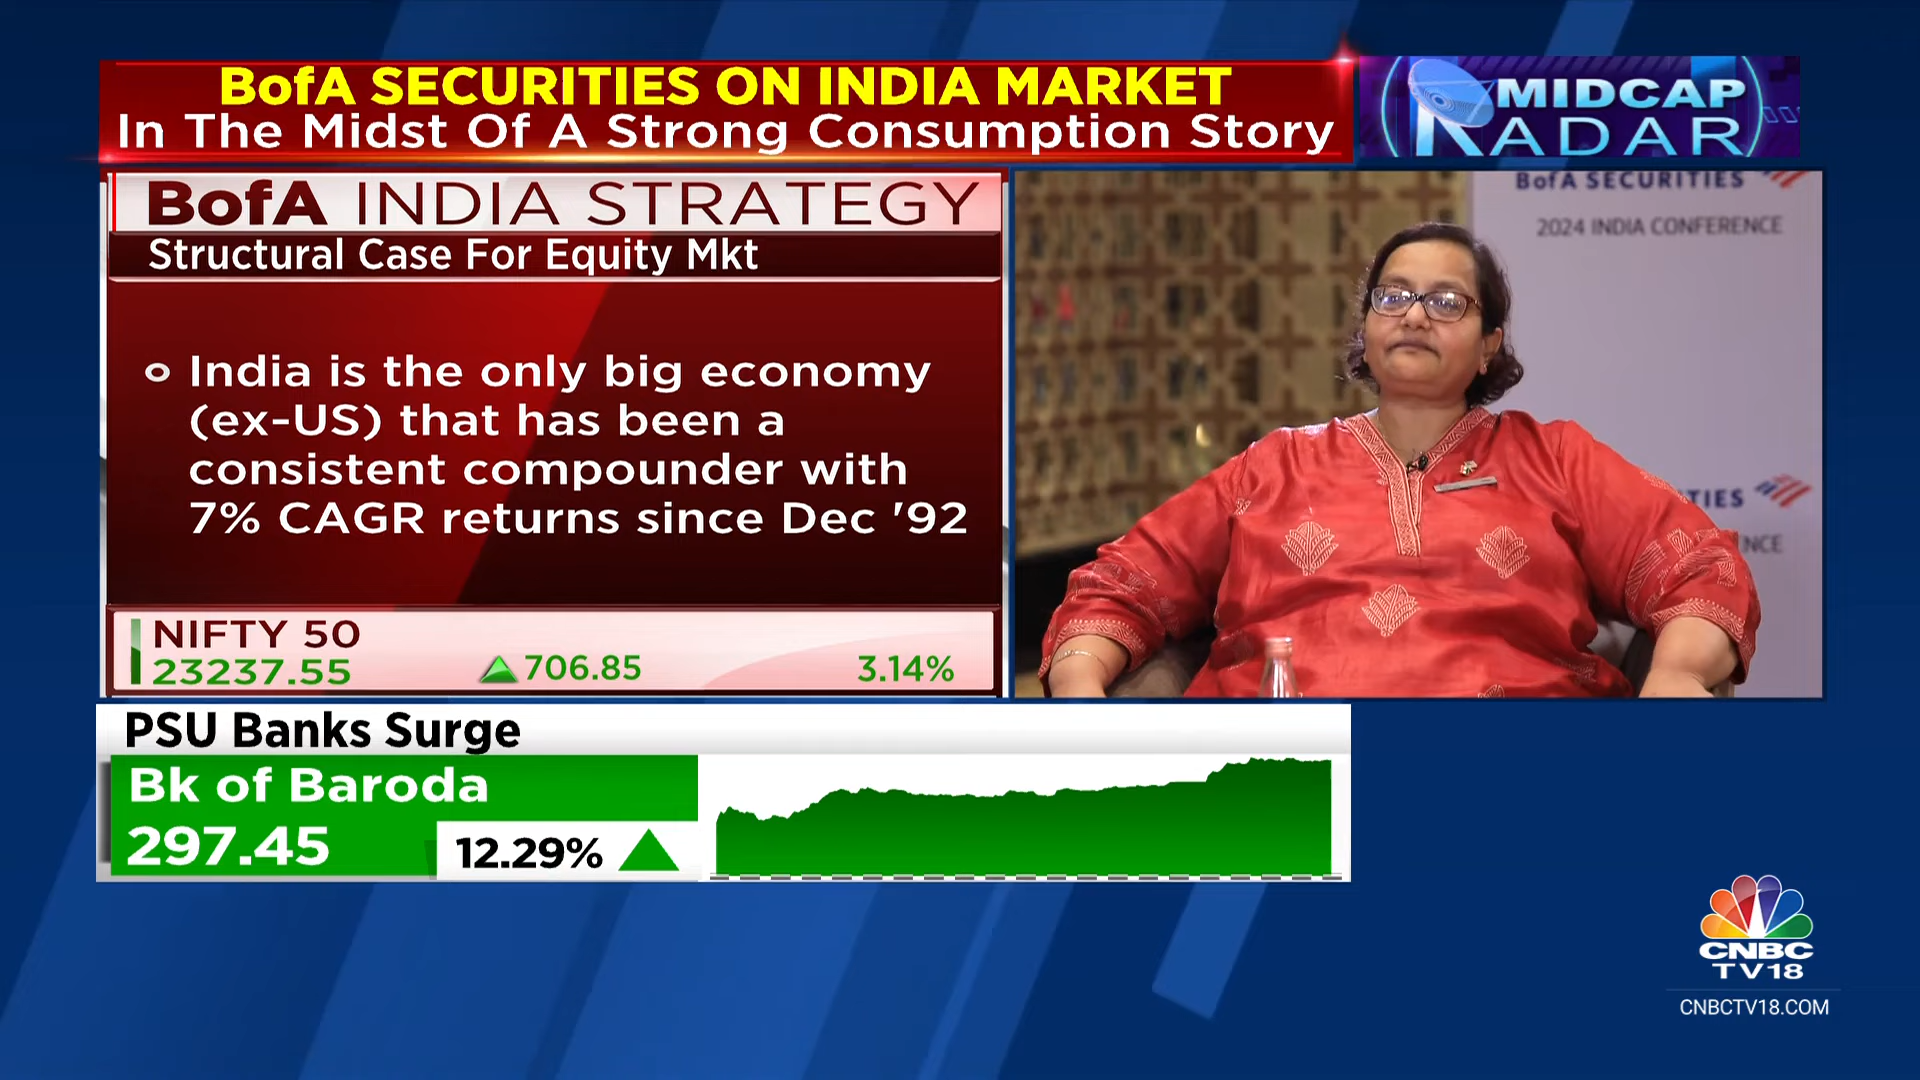 BofA SECURITIES ON INDIA MARKET
In The Midst Of A Strong Consumption Story
MIDCAP
RADAR
BofA INDIA STRATEGY
Structural Case For Equity Mkt
India is the only big economy
(ex-US) that has been a
consistent compounder with
7% CAGR returns since Dec '92
NIFTY 50
23237.55 706.85 3.14%
BofA SECURITIES
2024 INDIA CONFERENCE
TIES
NCE
PSU Banks Surge
Bk of Baroda
297.45 12.29%
CNBC
TV18
CNBCTV18.COM